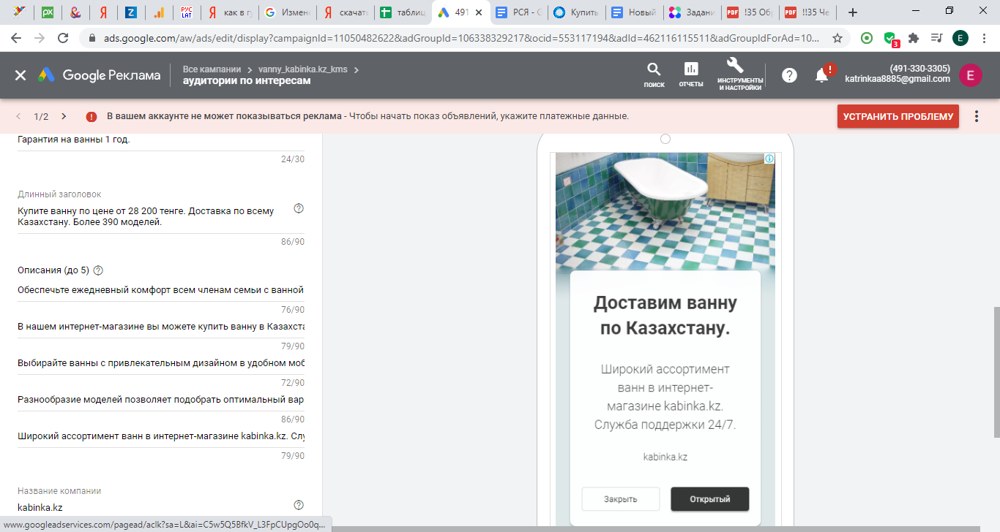 РУС
LAT
как в гу
Измене
скачать
таблиц
491
РСЯ - G
Купить
Новый
Задани
PDF
!35 Обр
PDF
!!35 Че
ads.google.com/aw/ads/edit/display?campaignId=11050482622&adGroupId=106338329217&ocid=553117194&adId=462116115511&adGroupIdForAd=10...
3
E
Google Реклама
Все кампании
vanny_kabinka.kz_kms
аудитории по интересам
ПОИСК
ОТЧЕТЫ
ИНСТРУМЕНТЫ
И НАСТРОЙКИ
(491-330-3305)
katrinkaa8885@gmail.com
E
1/2
В вашем аккаунте не может показываться реклама - Чтобы начать показ объявлений, укажите платежные данные.
УСТРАНИТЬ ПРОБЛЕМУ
Гарантия на ванны 1 год.
24/30
Длинный заголовок
Купите ванну по цене от 28 200 тенге. Доставка по всему
Казахстану. Более 390 моделей.
86/90
Описания (до 5)
Обеспечьте ежедневный комфорт всем членам семьи с ванной
76/90
В нашем интернет-магазине вы можете купить ванну в Казахста
79/90
Выбирайте ванны с привлекательным дизайном в удобном моб
72/90
Разнообразие моделей позволяет подобрать оптимальный вар
86/90
Широкий ассортимент ванн в интернет-магазине kabinka.kz. Слу
79/90
Название компании
kabinka.kz
www.googleadservices.com/pagead/aclk?sa=L&ai=C5w5Q5BfkV_L3FpCUpgOo0q...
Доставим ванну
по Казахстану.
Широкий ассортимент
ванн в интернет-
магазине kabinka.kz.
Служба поддержки 24/7.
kabinka.kz
Закрыть
Открытый